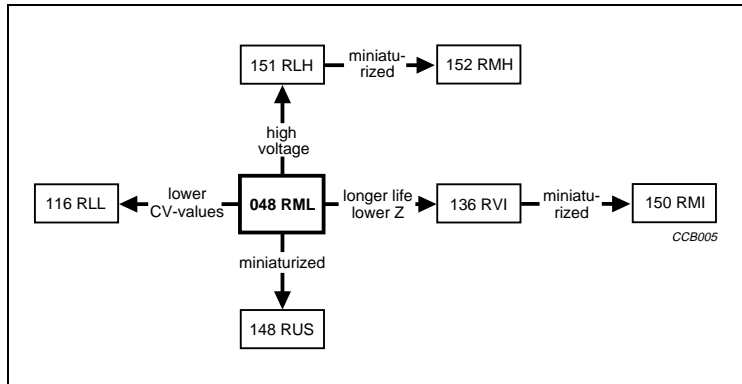 151 RLH
miniatu-
rized
152 RMH
high
voltage
116 RLL
lower
CV-values
048 RML
longer life
lower Z
136 RVI
miniatu-
rized
150 RMI
CCB005
miniaturized
148 RUS